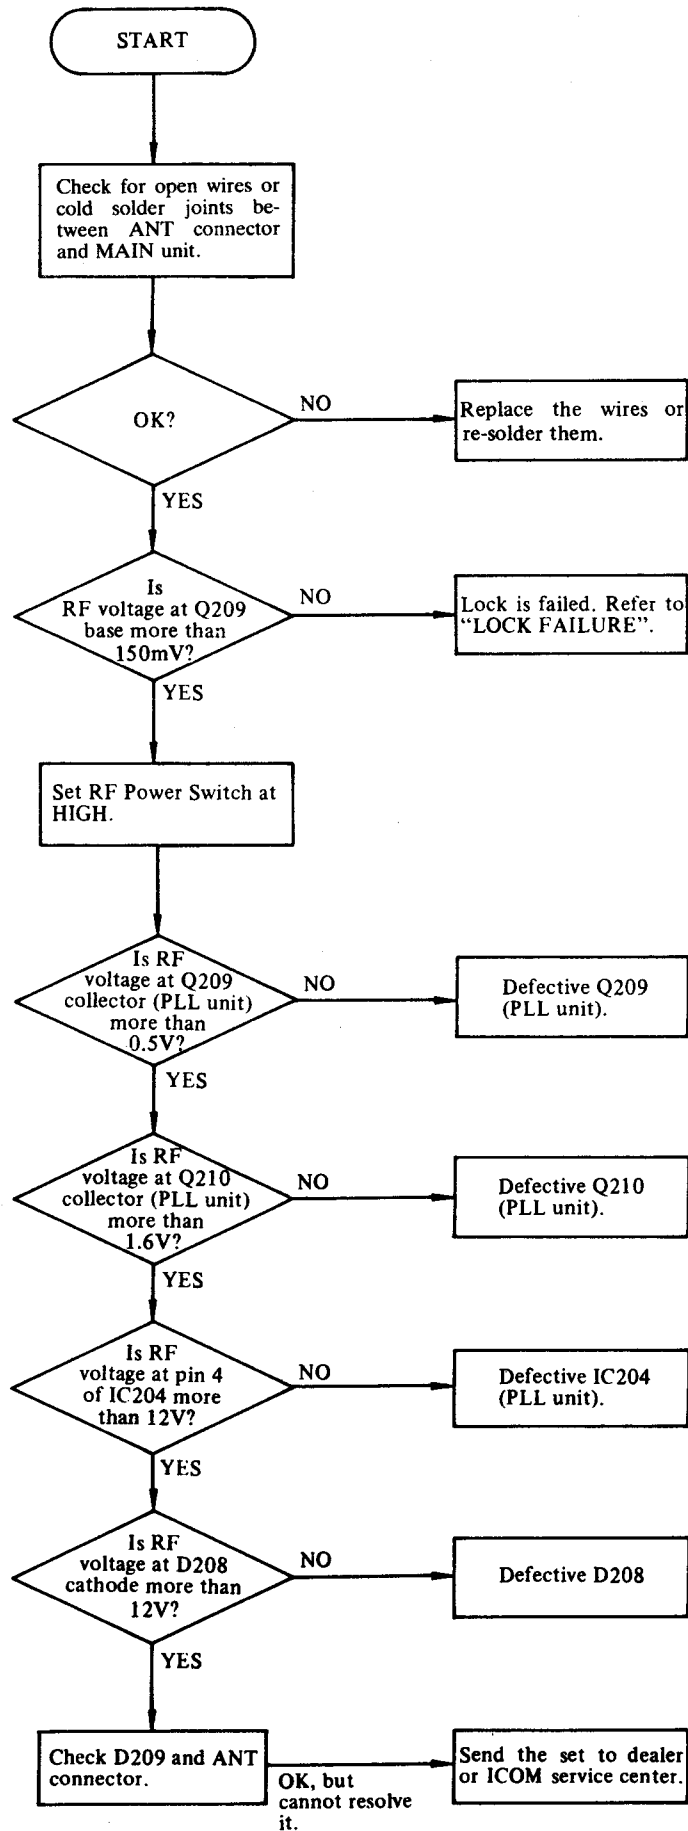 START
Check for open wires or
cold solder joints be-
tween ANT connector
and MAIN unit.
OK?
NO
Replace the wires or
re-solder them.
YES
Is
RF voltage at Q209
base more than
150mV?
NO
Lock is failed. Refer to
“LOCK FAILURE”.
YES
Set RF Power Switch at
HIGH.
Is RF
voltage at Q209
collector (PLL unit)
more than
0.5V?
NO
Defective Q209
(PLL unit).
YES
Is RF
voltage at Q210
collector (PLL unit)
more than
1.6V?
NO
Defective Q210
(PLL unit).
YES
Is RF
voltage at pin 4
of IC204 more
than 12V?
NO
Defective IC204
(PLL unit).
YES
Is RF
voltage at D208
cathode more than
12V?
NO
Defective D208
YES
Check D209 and ANT
connector.
OK, but
cannot resolve
it.
Send the set to dealer
or ICOM service center.